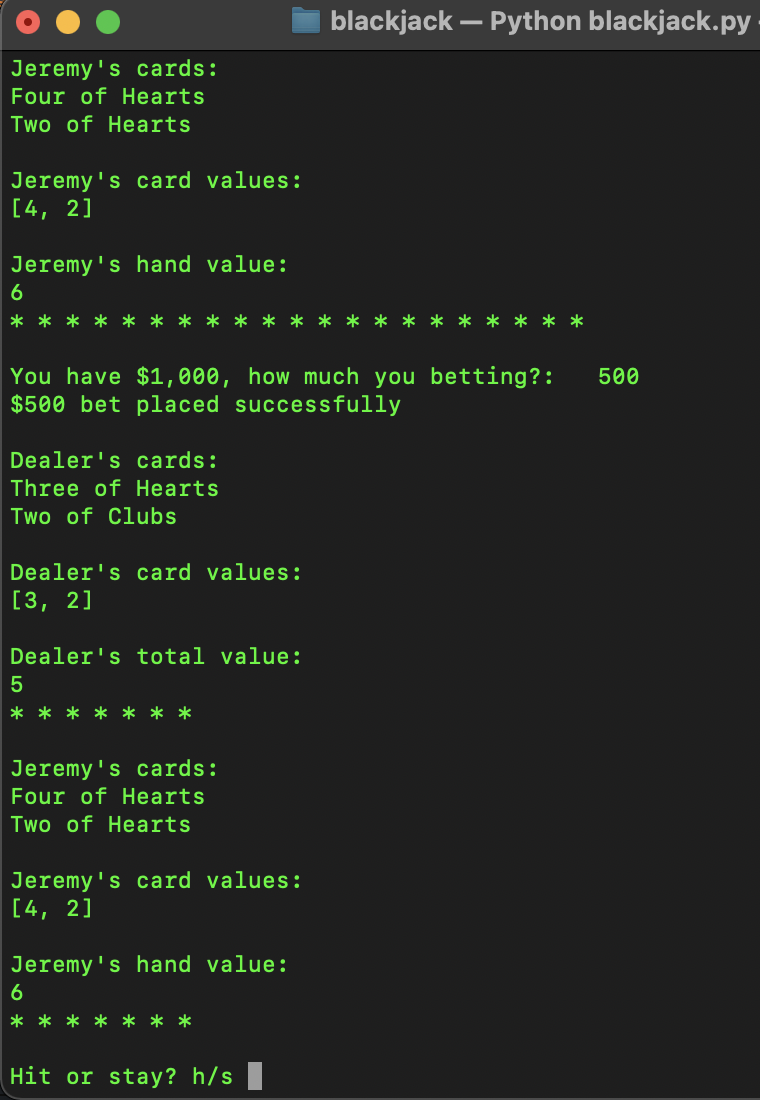 blackjack — Python blackjack.py
Jeremy's cards:
Four of Hearts
Two of Hearts
Jeremy's card values:
[4, 2]
Jeremy's hand value:
6
* * * * * * * * * * * * * * * * * * * * *
You have $1,000, how much you betting?:   500
$500 bet placed successfully
Dealer's cards:
Three of Hearts
Two of Clubs
Dealer's card values:
[3, 2]
Dealer's total value:
5
* * * * * * *
Jeremy's cards:
Four of Hearts
Two of Hearts
Jeremy's card values:
[4, 2]
Jeremy's hand value:
6
* * * * * * *
Hit or stay? h/s